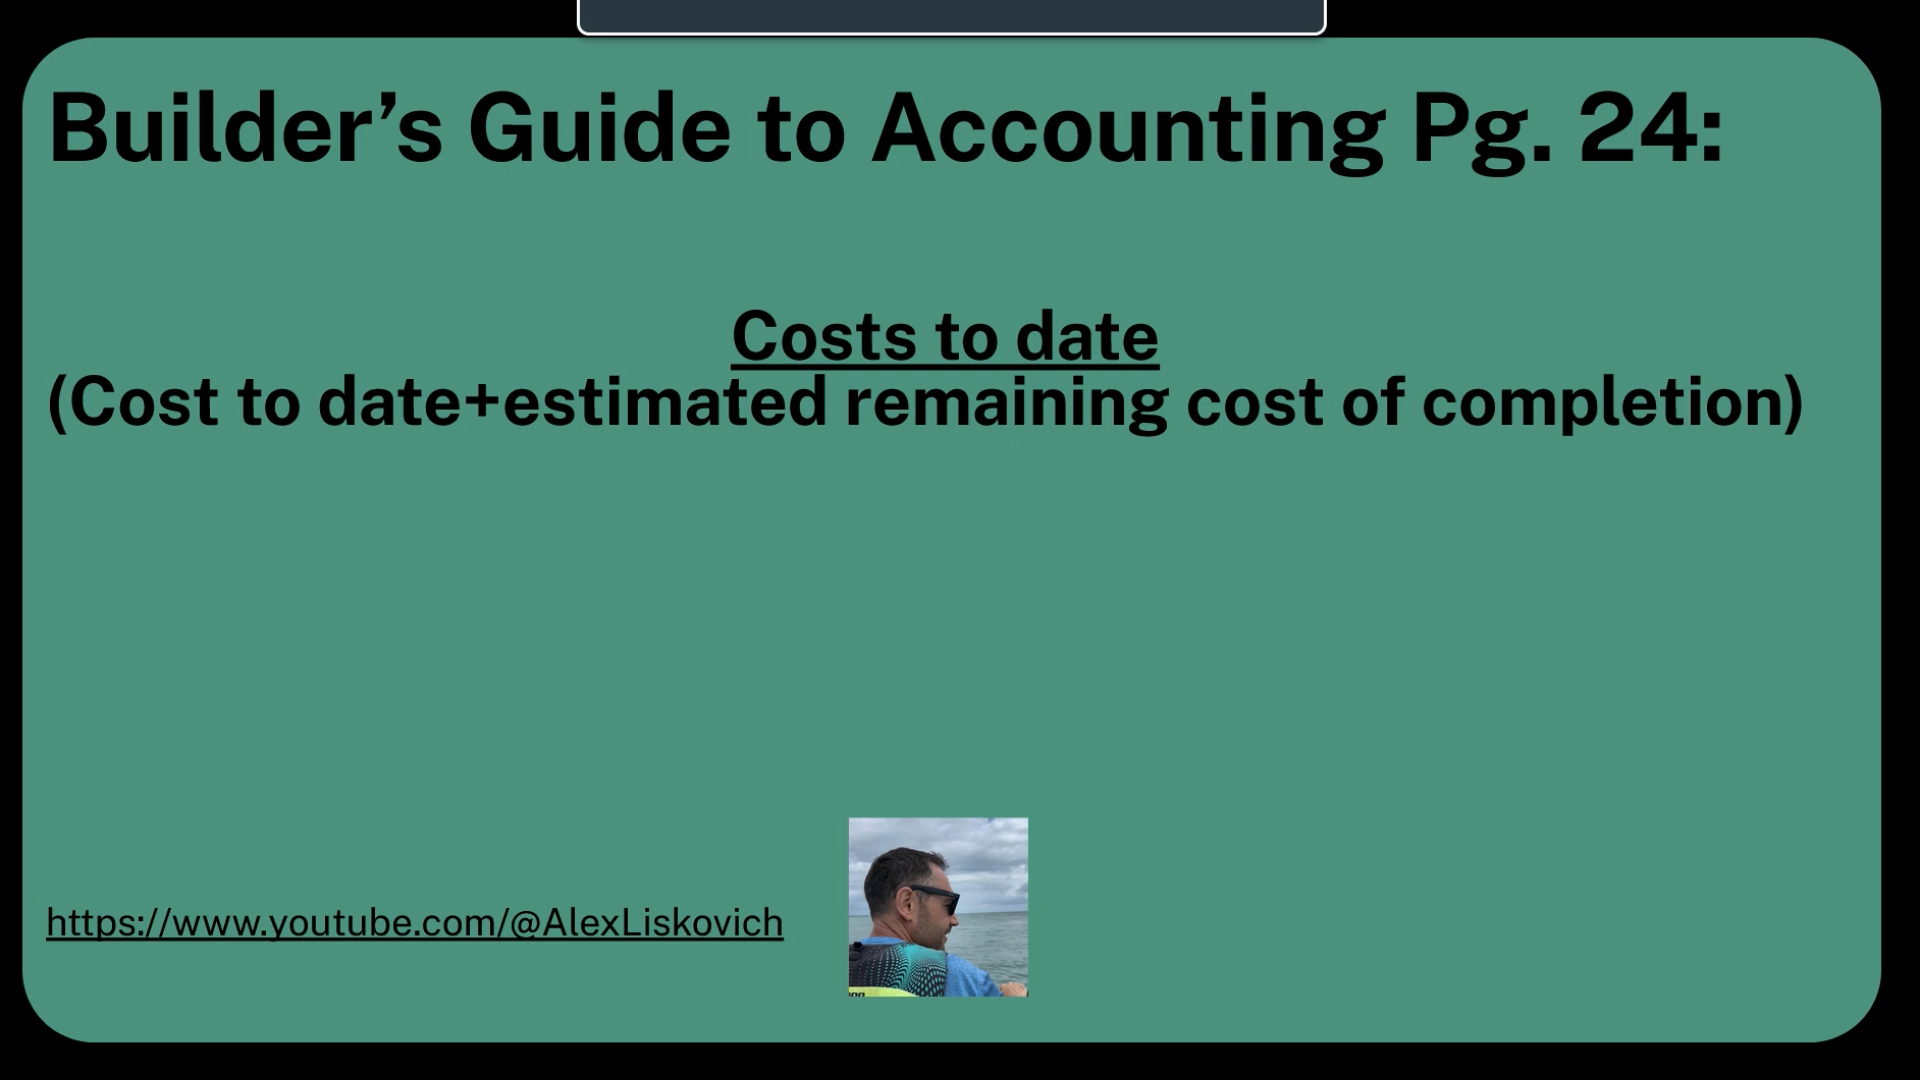 Builder’s Guide to Accounting Pg. 24:
Costs to date
(Cost to date+estimated remaining cost of completion)
https://www.youtube.com/@AlexLiskovich